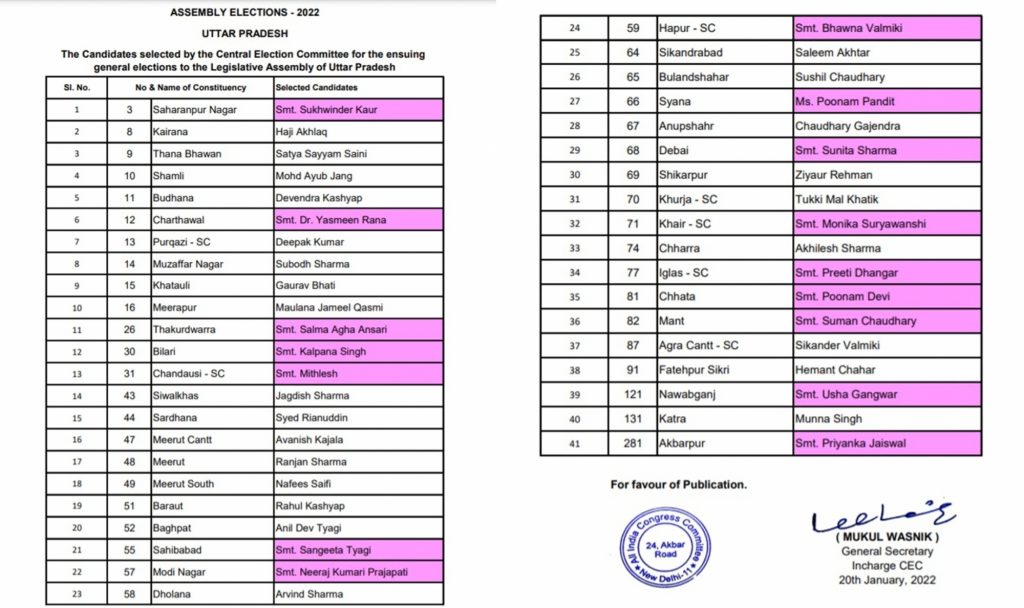 ASSEMBLY ELECTIONS - 2022
UTTAR PRADESH
The Candidates selected by the Central Election Committee for the ensuing
general elections to the Legislative Assembly of Uttar Pradesh
Sl. No. No & Name of Constituency Selected Candidates
1 3 Saharanpur Nagar Smt. Sukhwinder Kaur
2 8 Kairana Haji Akhlaq
3 9 Thana Bhawan Satya Sayyam Saini
4 10 Shamli Mohd Ayub Jang
5 11 Budhana Devendra Kashyap
6 12 Charthawal Smt. Dr. Yasmeen Rana
7 13 Purqazi - SC Deepak Kumar
8 14 Muzaffar Nagar Subodh Sharma
9 15 Khatauli Gaurav Bhati
10 16 Meerapur Maulana Jameel Qasmi
11 26 Thakurdwarra Smt. Salma Agha Ansari
12 30 Bilari Smt. Kalpana Singh
13 31 Chandausi - SC Smt. Mithlesh
14 43 Siwalkhas Jagdish Sharma
15 44 Sardhana Syed Rianuddin
16 47 Meerut Cantt Avanish Kajala
17 48 Meerut Ranjan Sharma
18 49 Meerut South Nafees Saifi
19 51 Baraut Rahul Kashyap
20 52 Baghpat Anil Dev Tyagi
21 55 Sahibabad Smt. Sangeeta Tyagi
22 57 Modi Nagar Smt. Neeraj Kumari Prajapati
23 58 Dholana Arvind Sharma
24 59 Hapur - SC Smt. Bhawna Valmiki
25 64 Sikandrabad Saleem Akhtar
26 65 Bulandshahar Sushil Chaudhary
27 66 Syana Ms. Poonam Pandit
28 67 Anupshahr Chaudhary Gajendra
29 68 Debai Smt. Sunita Sharma
30 69 Shikarpur Ziyaur Rehman
31 70 Khurja - SC Tukki Mal Khatik
32 71 Khair - SC Smt. Monika Suryawanshi
33 74 Chharra Akhilesh Sharma
34 77 Iglas - SC Smt. Preeti Dhangar
35 81 Chhata Smt. Poonam Devi
36 82 Mant Smt. Suman Chaudhary
37 87 Agra Cantt - SC Sikander Valmiki
38 91 Fatehpur Sikri Hemant Chahar
39 121 Nawabganj Smt. Usha Gangwar
40 131 Katra Munna Singh
41 281 Akbarpur Smt. Priyanka Jaiswal
For favour of Publication.
All India Congress Committee
24, Akbar
Road
New Delhi-11
( MUKUL WASNIK )
General Secretary
Incharge CEC
20th January, 2022